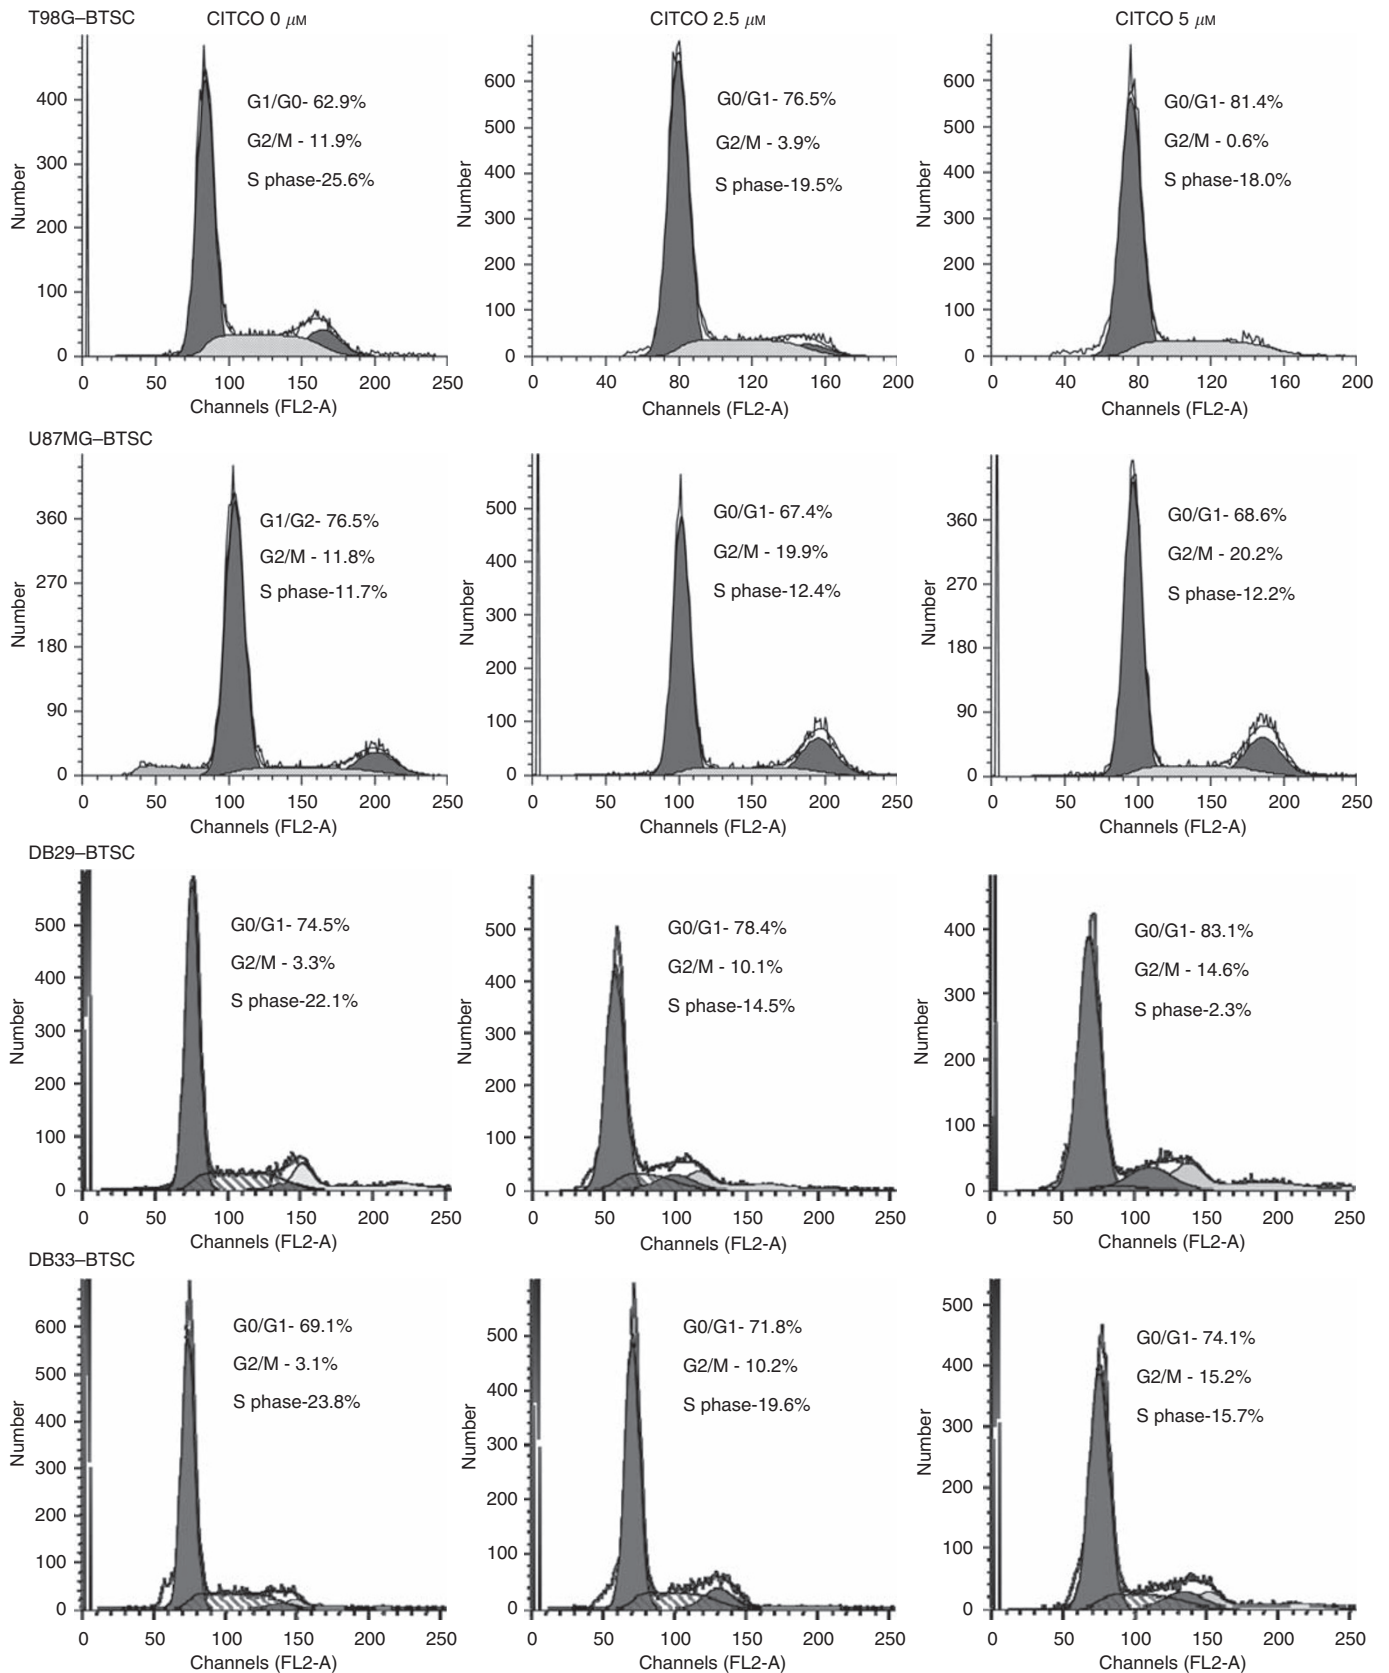 T98G–BTSC
CITCO 0 μM
CITCO 2.5 μM
CITCO 5 μM
Number
400
300
200
100
0
G1/G0- 62.9%
G2/M - 11.9%
S phase-25.6%
0 50 100 150 200 250
Channels (FL2-A)
Number
600
500
400
300
200
100
0
G0/G1- 76.5%
G2/M - 3.9%
S phase-19.5%
0 40 80 120 160 200
Channels (FL2-A)
Number
600
500
400
300
200
100
0
G0/G1- 81.4%
G2/M - 0.6%
S phase-18.0%
0 40 80 120 160 200
Channels (FL2-A)
U87MG–BTSC
Number
360
270
180
90
0
G1/G2- 76.5%
G2/M - 11.8%
S phase-11.7%
0 50 100 150 200 250
Channels (FL2-A)
Number
500
400
300
200
100
0
G0/G1- 67.4%
G2/M - 19.9%
S phase-12.4%
0 50 100 150 200 250
Channels (FL2-A)
Number
360
270
180
90
0
G0/G1- 68.6%
G2/M - 20.2%
S phase-12.2%
0 50 100 150 200 250
Channels (FL2-A)
DB29–BTSC
Number
500
400
300
200
100
0
G0/G1- 74.5%
G2/M - 3.3%
S phase-22.1%
0 50 100 150 200 250
Channels (FL2-A)
Number
500
400
300
200
100
0
G0/G1- 78.4%
G2/M - 10.1%
S phase-14.5%
0 50 100 150 200 250
Channels (FL2-A)
Number
400
300
200
100
0
G0/G1- 83.1%
G2/M - 14.6%
S phase-2.3%
0 50 100 150 200 250
Channels (FL2-A)
DB33–BTSC
Number
600
500
400
300
200
100
0
G0/G1- 69.1%
G2/M - 3.1%
S phase-23.8%
0 50 100 150 200 250
Channels (FL2-A)
Number
500
400
300
200
100
0
G0/G1- 71.8%
G2/M - 10.2%
S phase-19.6%
0 50 100 150 200 250
Channels (FL2-A)
Number
500
400
300
200
100
0
G0/G1- 74.1%
G2/M - 15.2%
S phase-15.7%
0 50 100 150 200 250
Channels (FL2-A)